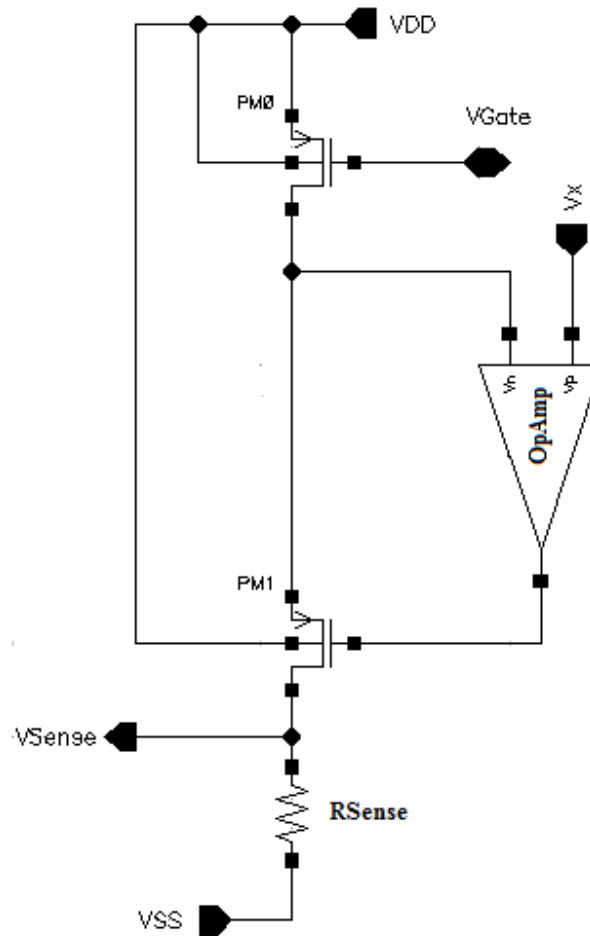 VDD
PM0
VGate
Vx
Vn
Vp
OpAmp
PM1
VSense
RSense
VSS